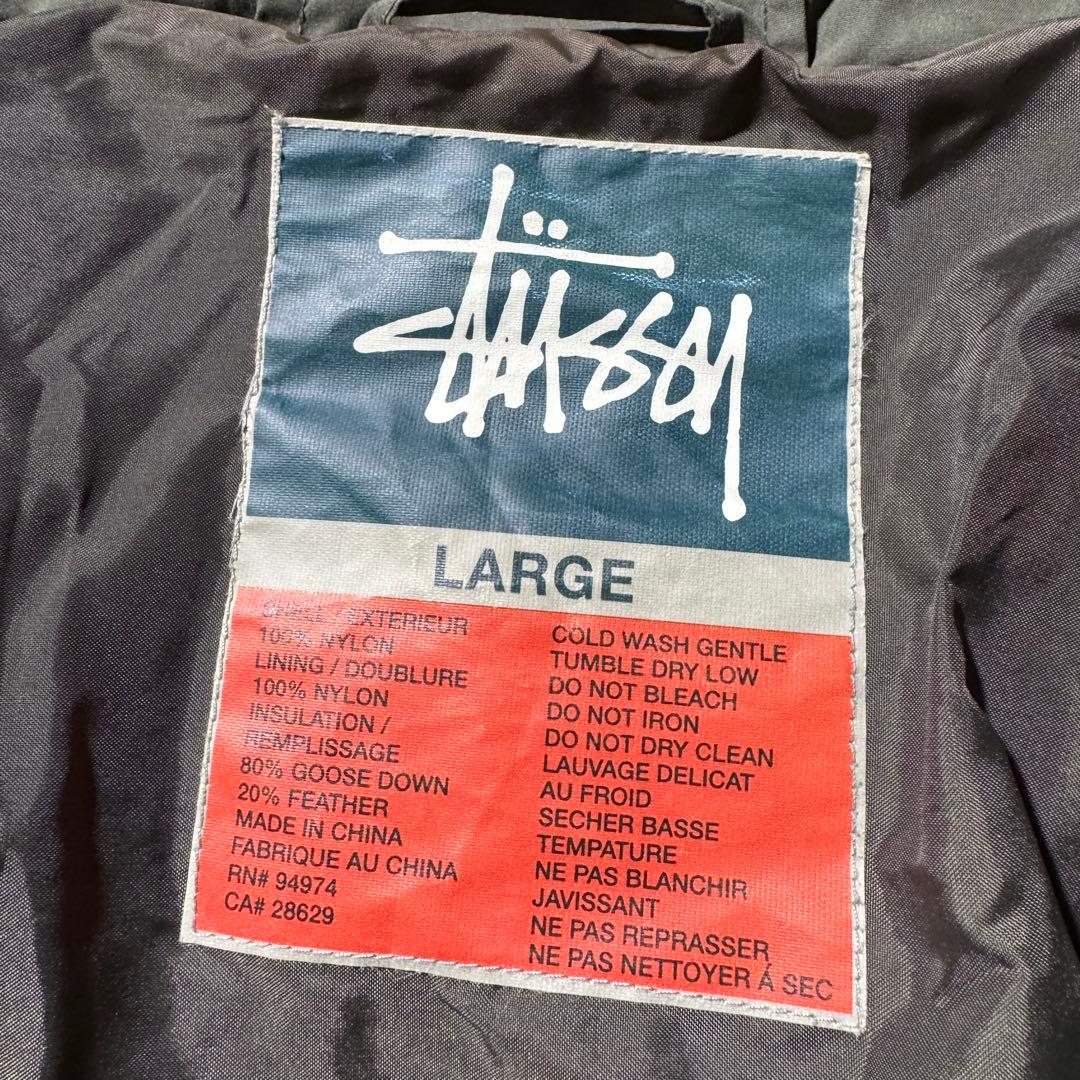 Stüssy
LARGE
SHELL / EXTERIEUR
100% NYLON
LINING / DOUBLURE
100% NYLON
INSULATION /
REMPLISSAGE
80% GOOSE DOWN
20% FEATHER
MADE IN CHINA
FABRIQUE AU CHINA
RN# 94974
CA# 28629
COLD WASH GENTLE
TUMBLE DRY LOW
DO NOT BLEACH
DO NOT IRON
DO NOT DRY CLEAN
LAUVAGE DELICAT
AU FROID
SECHER BASSE
TEMPATURE
NE PAS BLANCHIR
JAVISSANT
NE PAS REPRASSER
NE PAS NETTOYER Á SEC